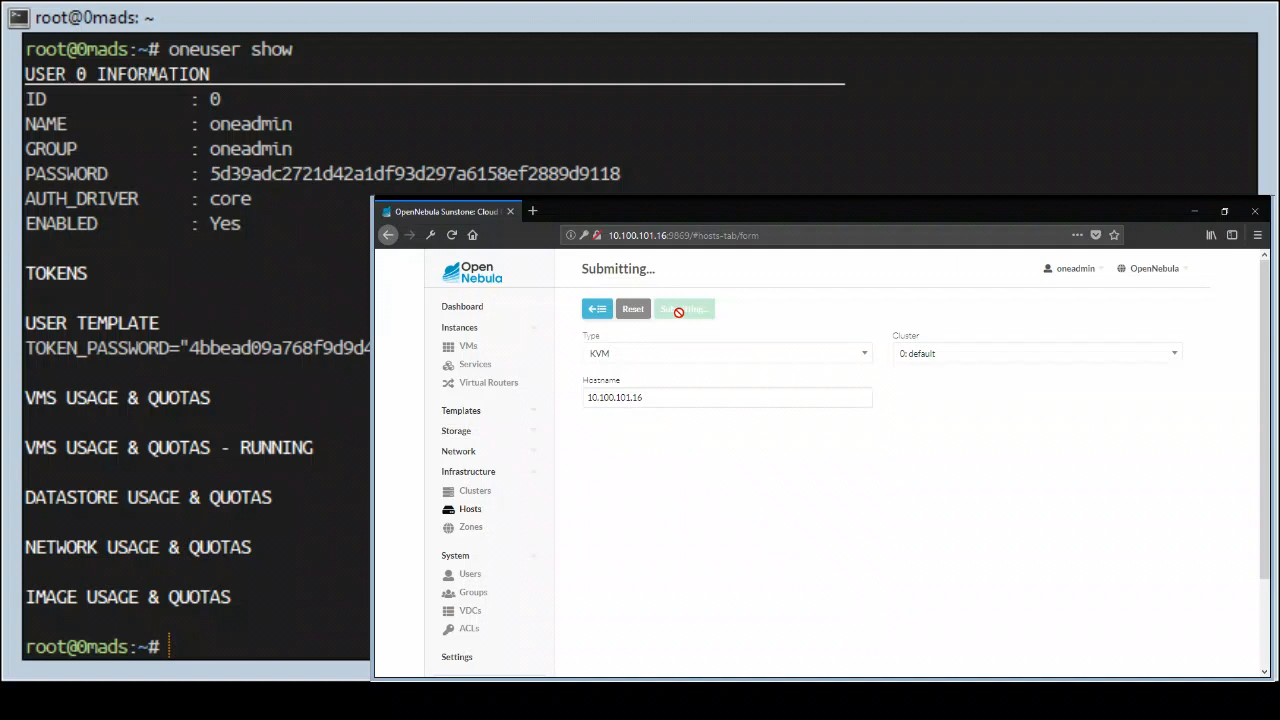 root@0mads: ~
root@0mads:~# oneuser show
USER 0 INFORMATION
ID : 0
NAME : oneadmin
GROUP : oneadmin
PASSWORD : 5d39adc2721d42a1df93d297a6158ef2889d9118
AUTH_DRIVER : core
ENABLED : Yes
TOKENS
USER TEMPLATE
TOKEN_PASSWORD="4bbead09a768f9d9d4
VMS USAGE & QUOTAS
VMS USAGE & QUOTAS - RUNNING
DATASTORE USAGE & QUOTAS
NETWORK USAGE & QUOTAS
IMAGE USAGE & QUOTAS
root@0mads:~#
OpenNebula Sunstone: Cloud
10.100.101.16:9869/#hosts-tab/form
Open
Nebula
Submitting...
oneadmin
OpenNebula
Dashboard
Instances
VMs
Services
Virtual Routers
Templates
Storage
Network
Infrastructure
Clusters
Hosts
Zones
System
Users
Groups
VDCs
ACLs
Settings
Reset
Type
Cluster
KVM
0: default
Hostname
10.100.101.16